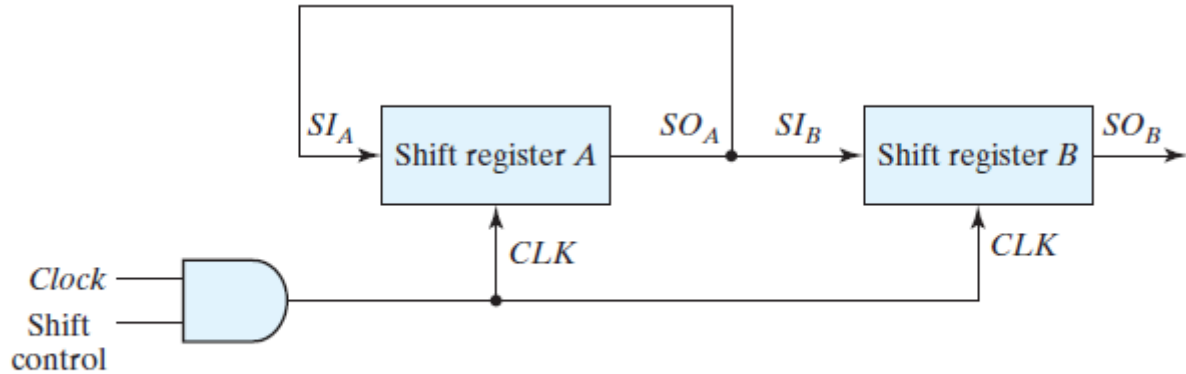 SI_A
Shift register A
SO_A
SI_B
Shift register B
SO_B
CLK
CLK
Clock
Shift
control